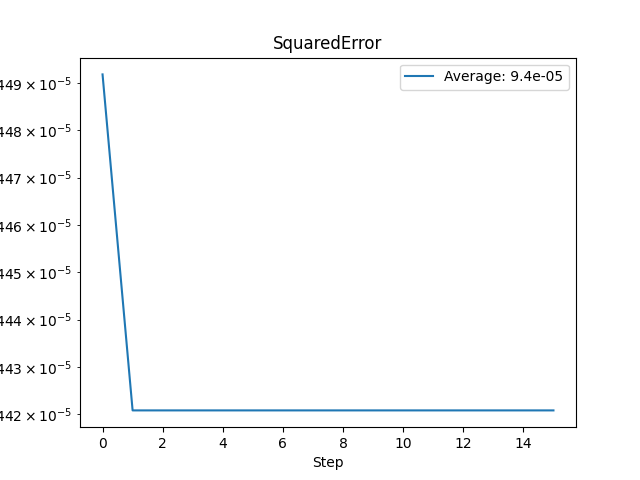 SquaredError
Average: 9.4e-05
449 × 10⁻⁵
448 × 10⁻⁵
447 × 10⁻⁵
446 × 10⁻⁵
445 × 10⁻⁵
444 × 10⁻⁵
443 × 10⁻⁵
442 × 10⁻⁵
0 2 4 6 8 10 12 14
Step